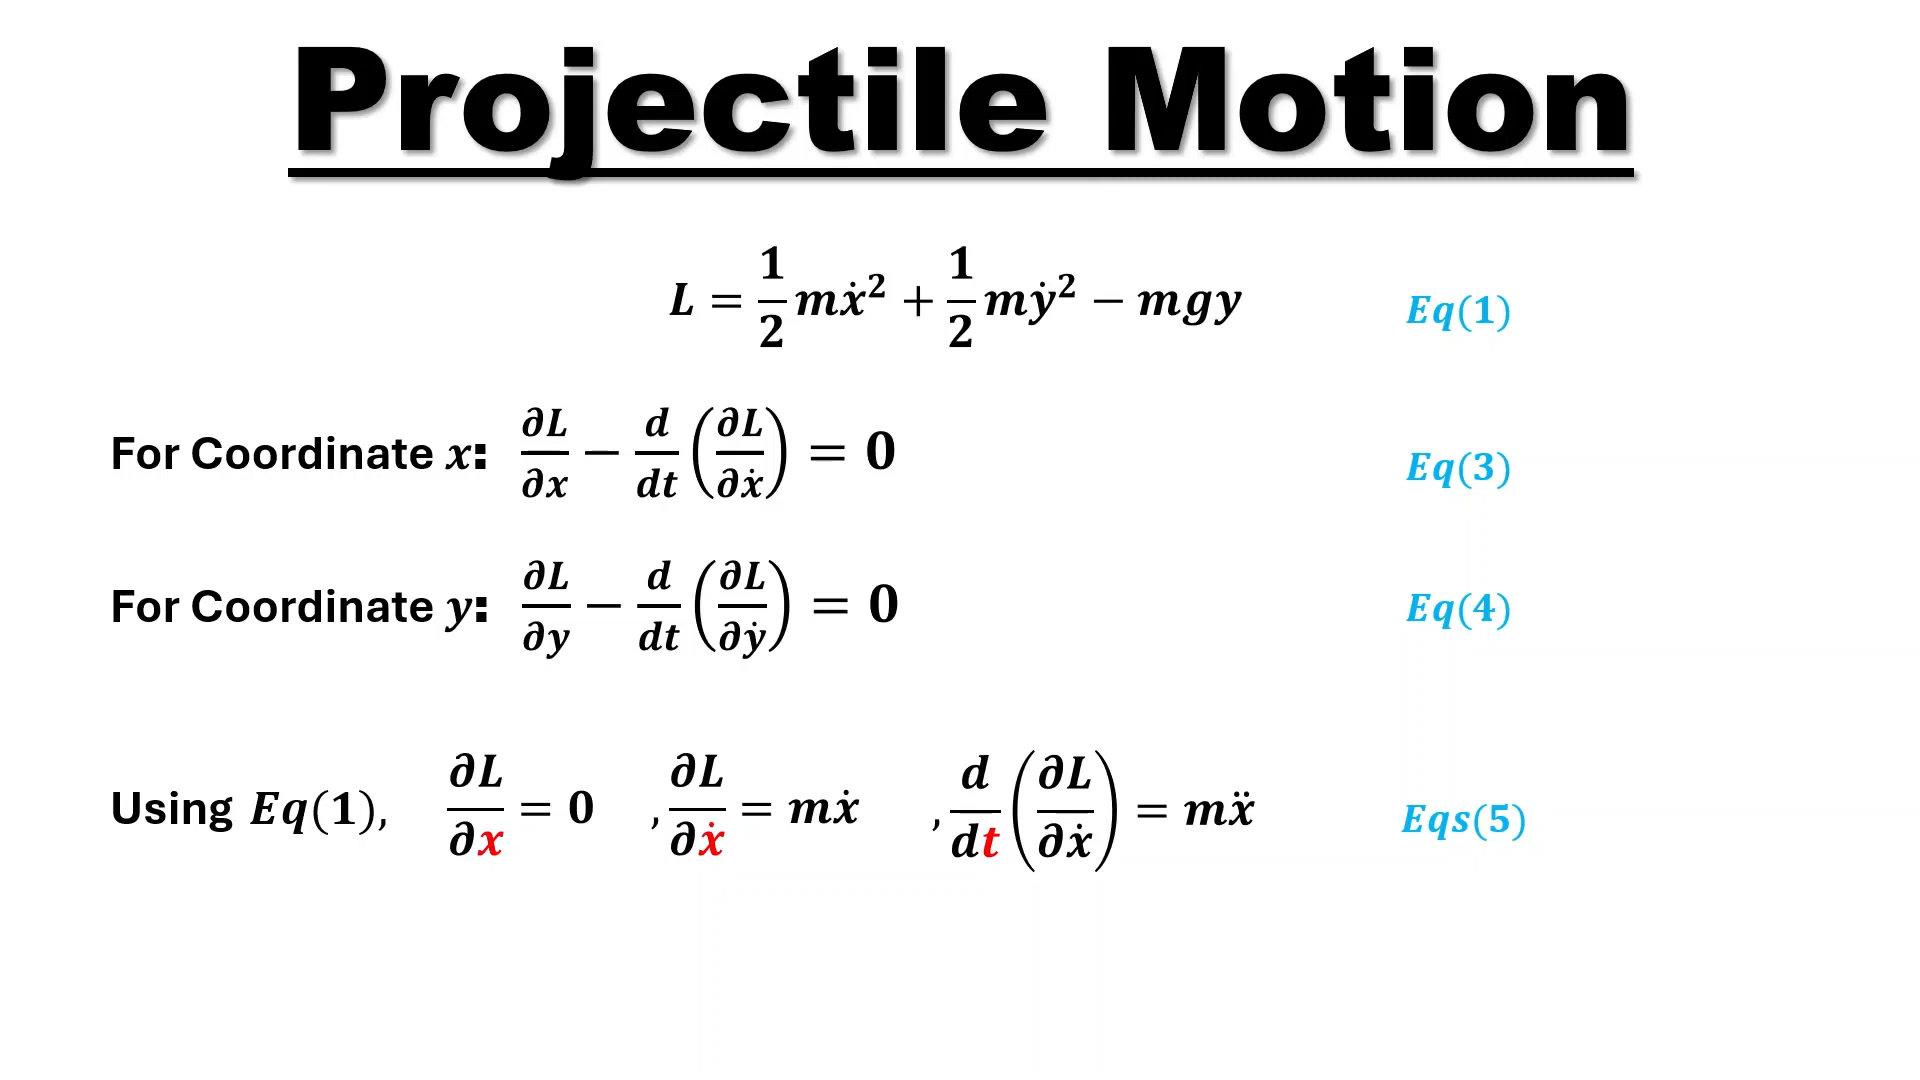 Projectile Motion
L = 1/2 mẋ² + 1/2 mẏ² − mgy Eq(1)
For Coordinate x: ∂L/∂x − d/dt (∂L/∂ẋ) = 0 Eq(3)
For Coordinate y: ∂L/∂y − d/dt (∂L/∂ẏ) = 0 Eq(4)
Using Eq(1), ∂L/∂x = 0 , ∂L/∂ẋ = mẋ , d/dt (∂L/∂ẋ) = mẍ Eqs(5)